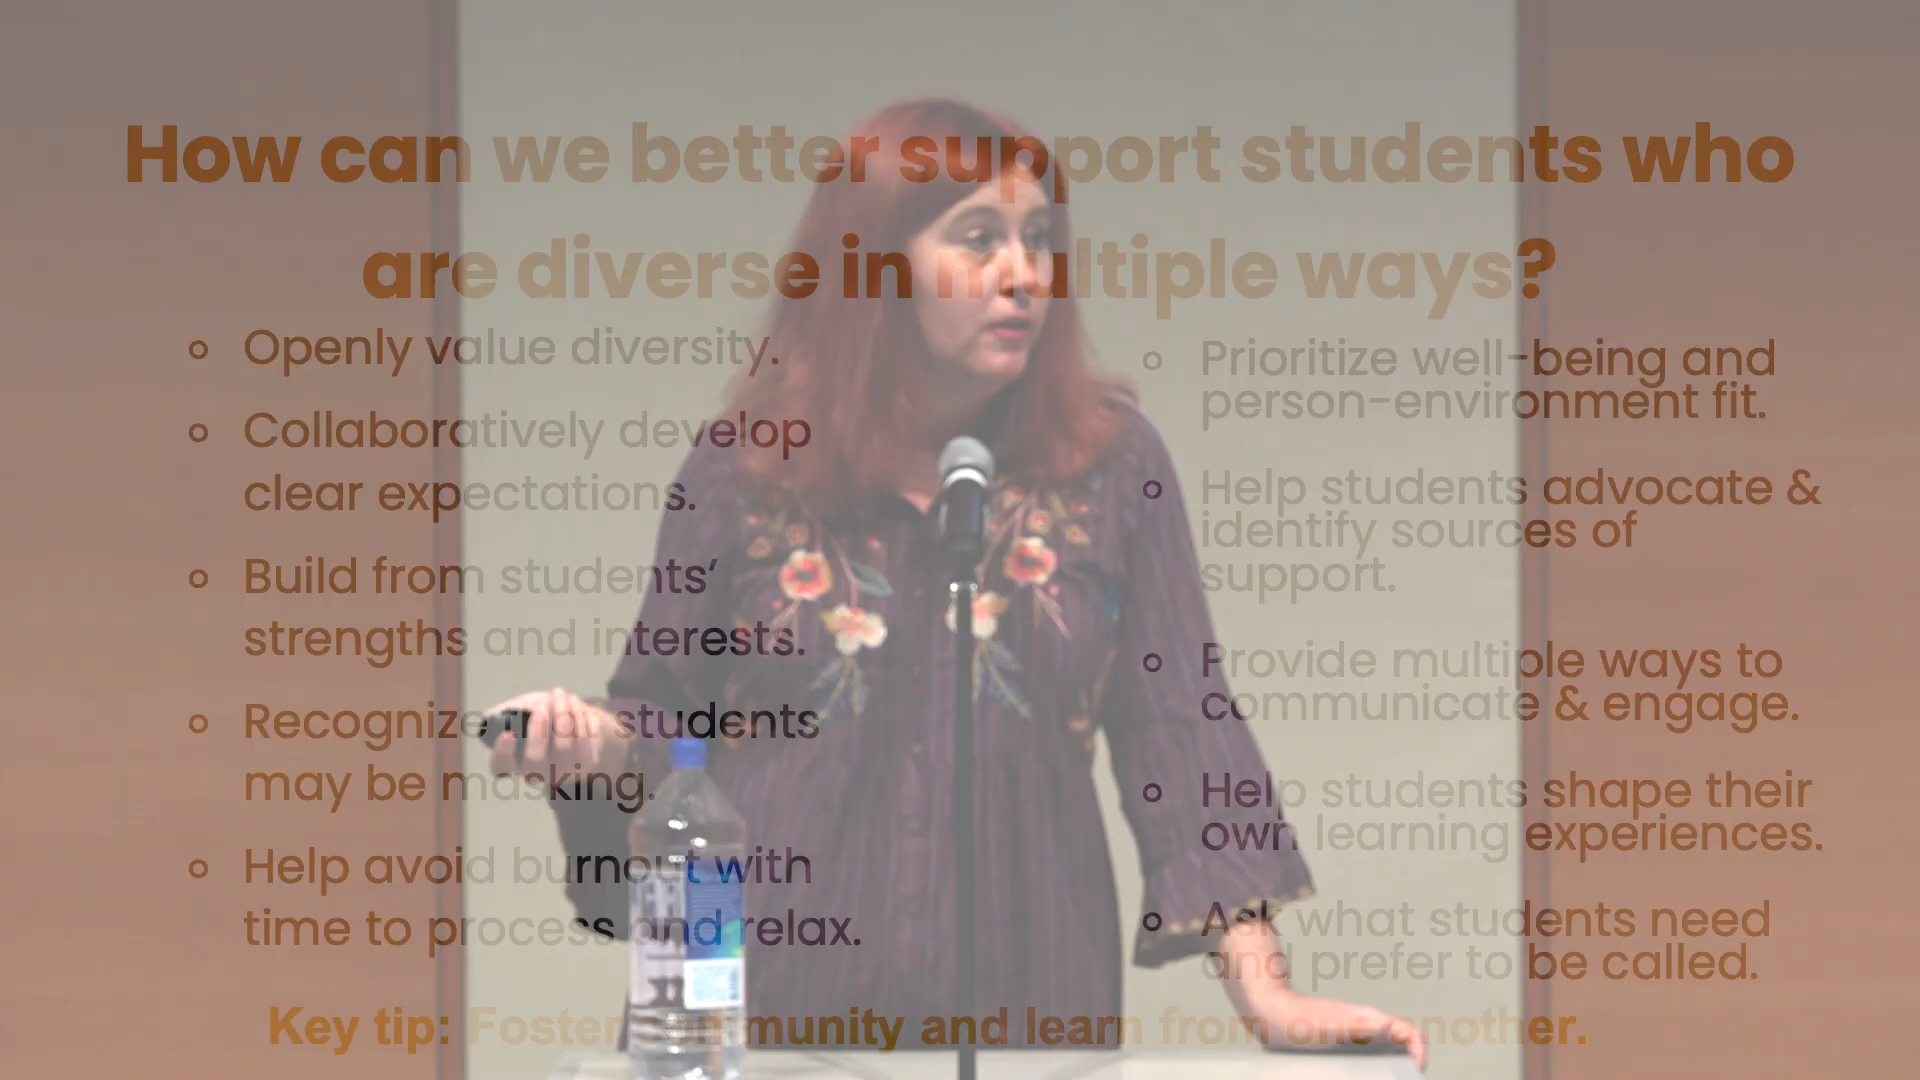 How can we better support students who
are diverse in multiple ways?
Openly value diversity.
Collaboratively develop
clear expectations.
Build from students'
strengths and interests.
Recognize that students
may be masking.
Help avoid burnout with
time to process and relax.
Prioritize well-being and
person-environment fit.
Help students advocate &
identify sources of
support.
Provide multiple ways to
communicate & engage.
Help students shape their
own learning experiences.
Ask what students need
and prefer to be called.
Key tip: Foster community and learn from one another.